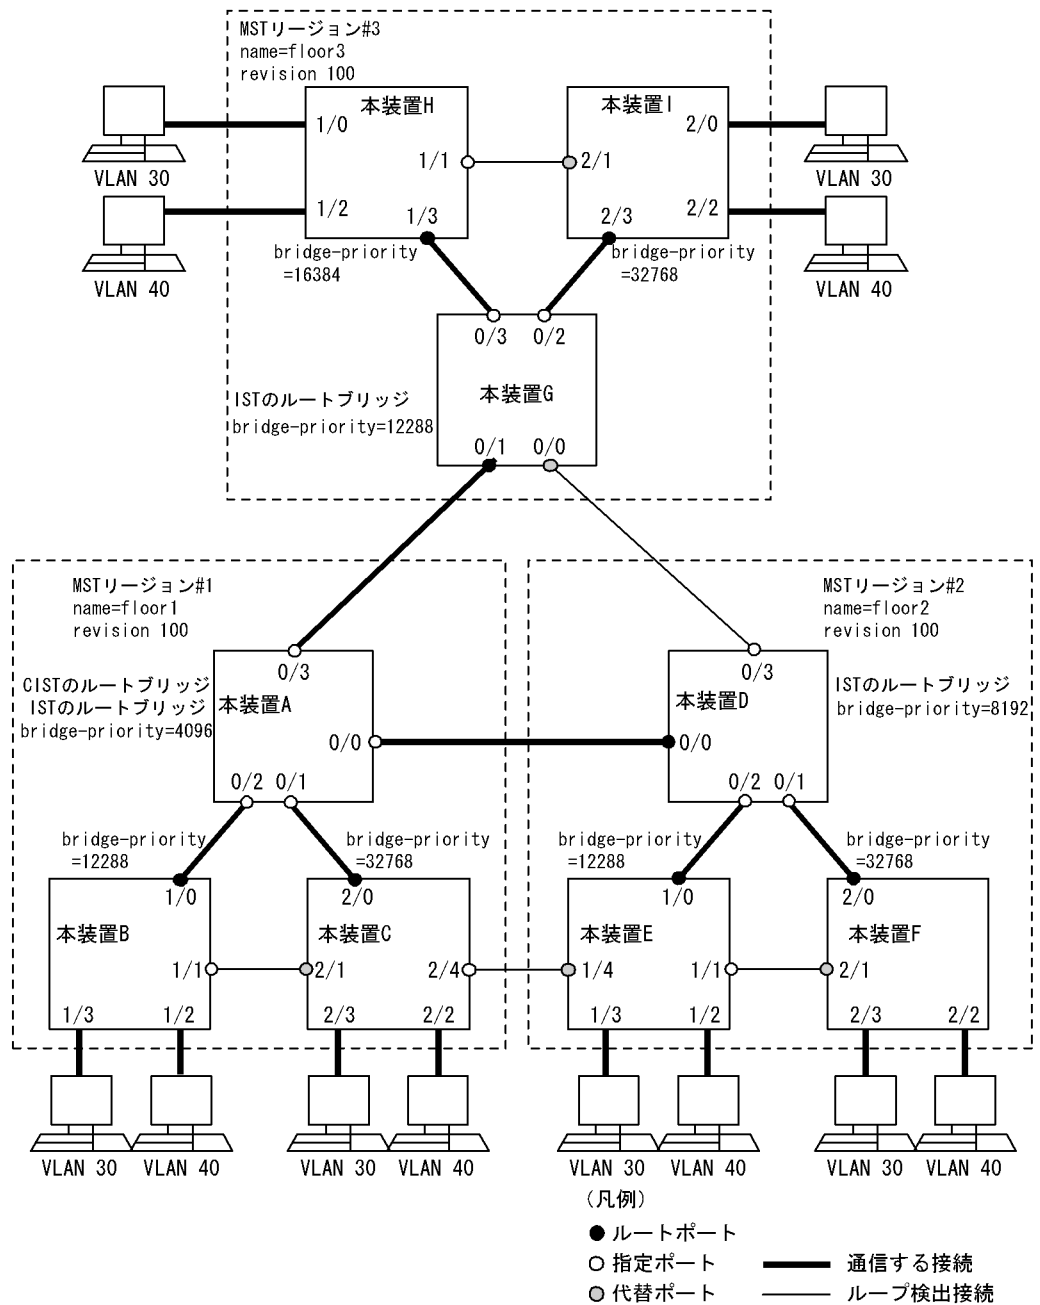 MSTリージョン#3
name=floor3
revision 100
本装置H
本装置I
1/0
2/0
1/1
2/1
VLAN 30
VLAN 30
1/2
1/3
2/3
2/2
bridge-priority
=16384
bridge-priority
=32768
VLAN 40
VLAN 40
0/3
0/2
本装置G
ISTのルートブリッジ
bridge-priority=12288
0/1
0/0
MSTリージョン#1
name=floor1
revision 100
MSTリージョン#2
name=floor2
revision 100
0/3
0/3
CISTのルートブリッジ
ISTのルートブリッジ
bridge-priority=4096
本装置A
本装置D
ISTのルートブリッジ
bridge-priority=8192
0/0
0/0
0/2
0/1
0/2
0/1
bridge-priority
=12288
bridge-priority
=32768
bridge-priority
=12288
bridge-priority
=32768
1/0
2/0
1/0
2/0
本装置B
本装置C
本装置E
本装置F
1/1
2/1
2/4
1/4
1/1
2/1
1/3
1/2
2/3
2/2
1/3
1/2
2/3
2/2
VLAN 30
VLAN 40
VLAN 30
VLAN 40
VLAN 30
VLAN 40
VLAN 30
VLAN 40
(凡例)
ルートポート
指定ポート
通信する接続
代替ポート
ループ検出接続